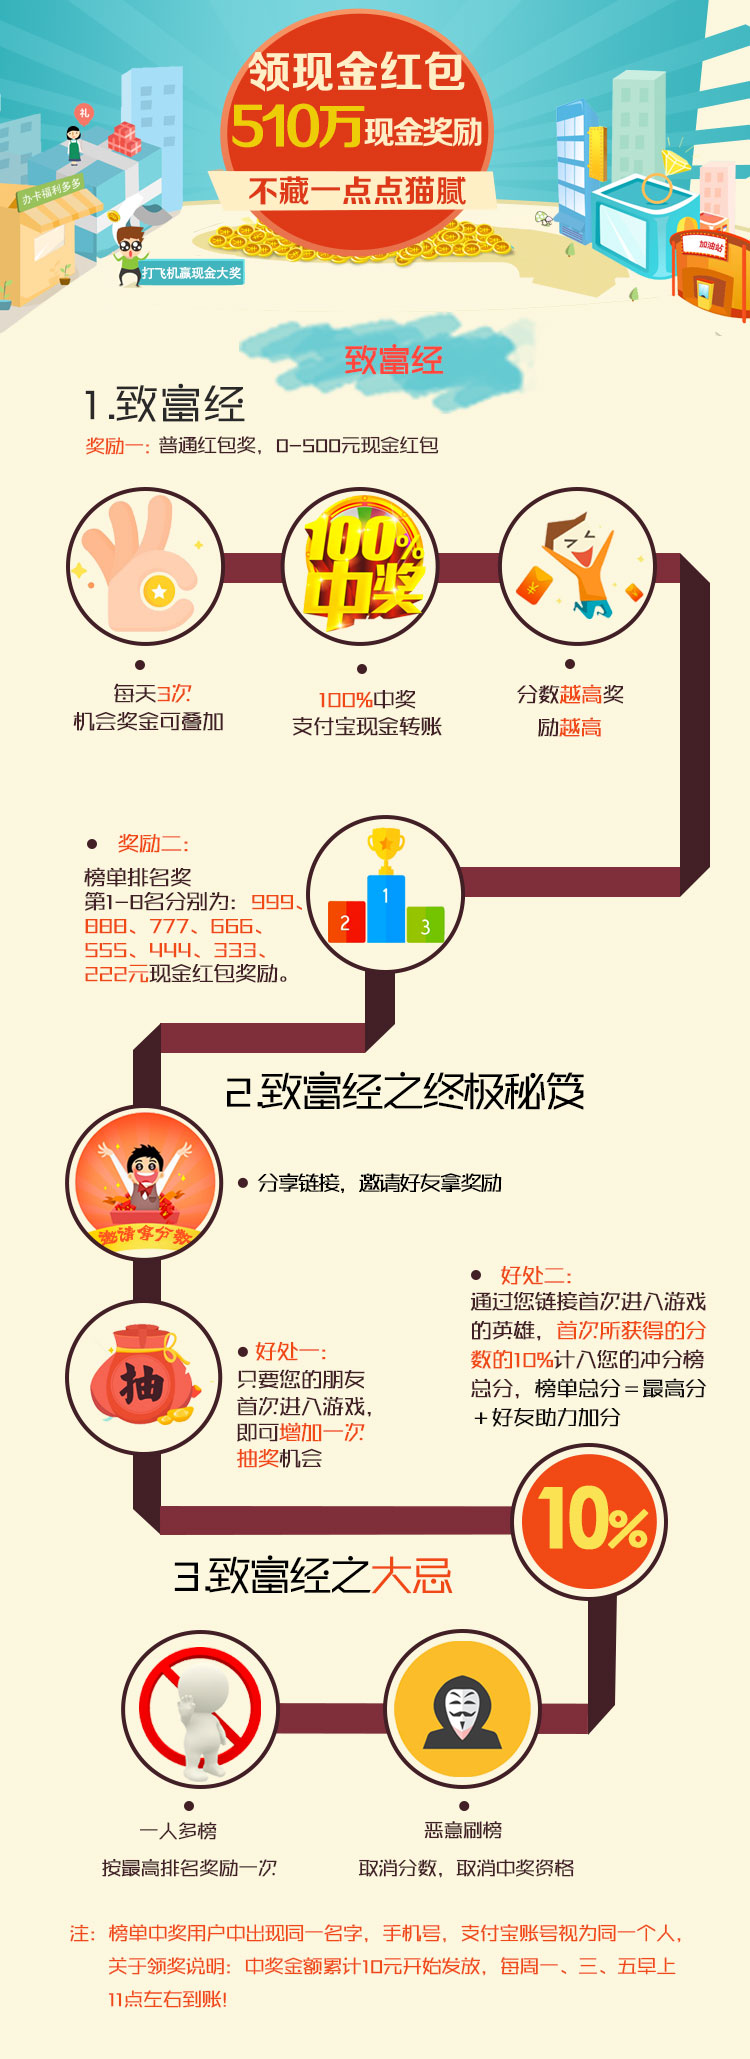 领现金红包
510万现金奖励
不藏一点点猫腻
礼
办卡福利多多
打飞机赢现金大奖
加油站
致富经
1.致富经
奖励一：普通红包奖，0-500元现金红包
100%
中奖
每天3次
机会奖金可叠加
100%中奖
支付宝现金转账
分数越高奖
励越高
奖励二：
榜单排名奖
第1-8名分别为：999、
888、777、666、
555、444、333、
222元现金红包奖励。
1
2
3
2.致富经之终极秘笈
邀请拿分数
分享链接，邀请好友拿奖励
好处二：
通过您链接首次进入游戏
的英雄，首次所获得的分
数的10%计入您的冲分榜
总分，榜单总分＝最高分
＋好友助力加分
抽
好处一：
只要您的朋友
首次进入游戏，
即可增加一次
抽奖机会
10%
3.致富经之大忌
一人多榜
按最高排名奖励一次
恶意刷榜
取消分数，取消中奖资格
注：榜单中奖用户中出现同一名字，手机号，支付宝账号视为同一个人，
关于领奖说明：中奖金额累计10元开始发放，每周一、三、五早上
11点左右到账！